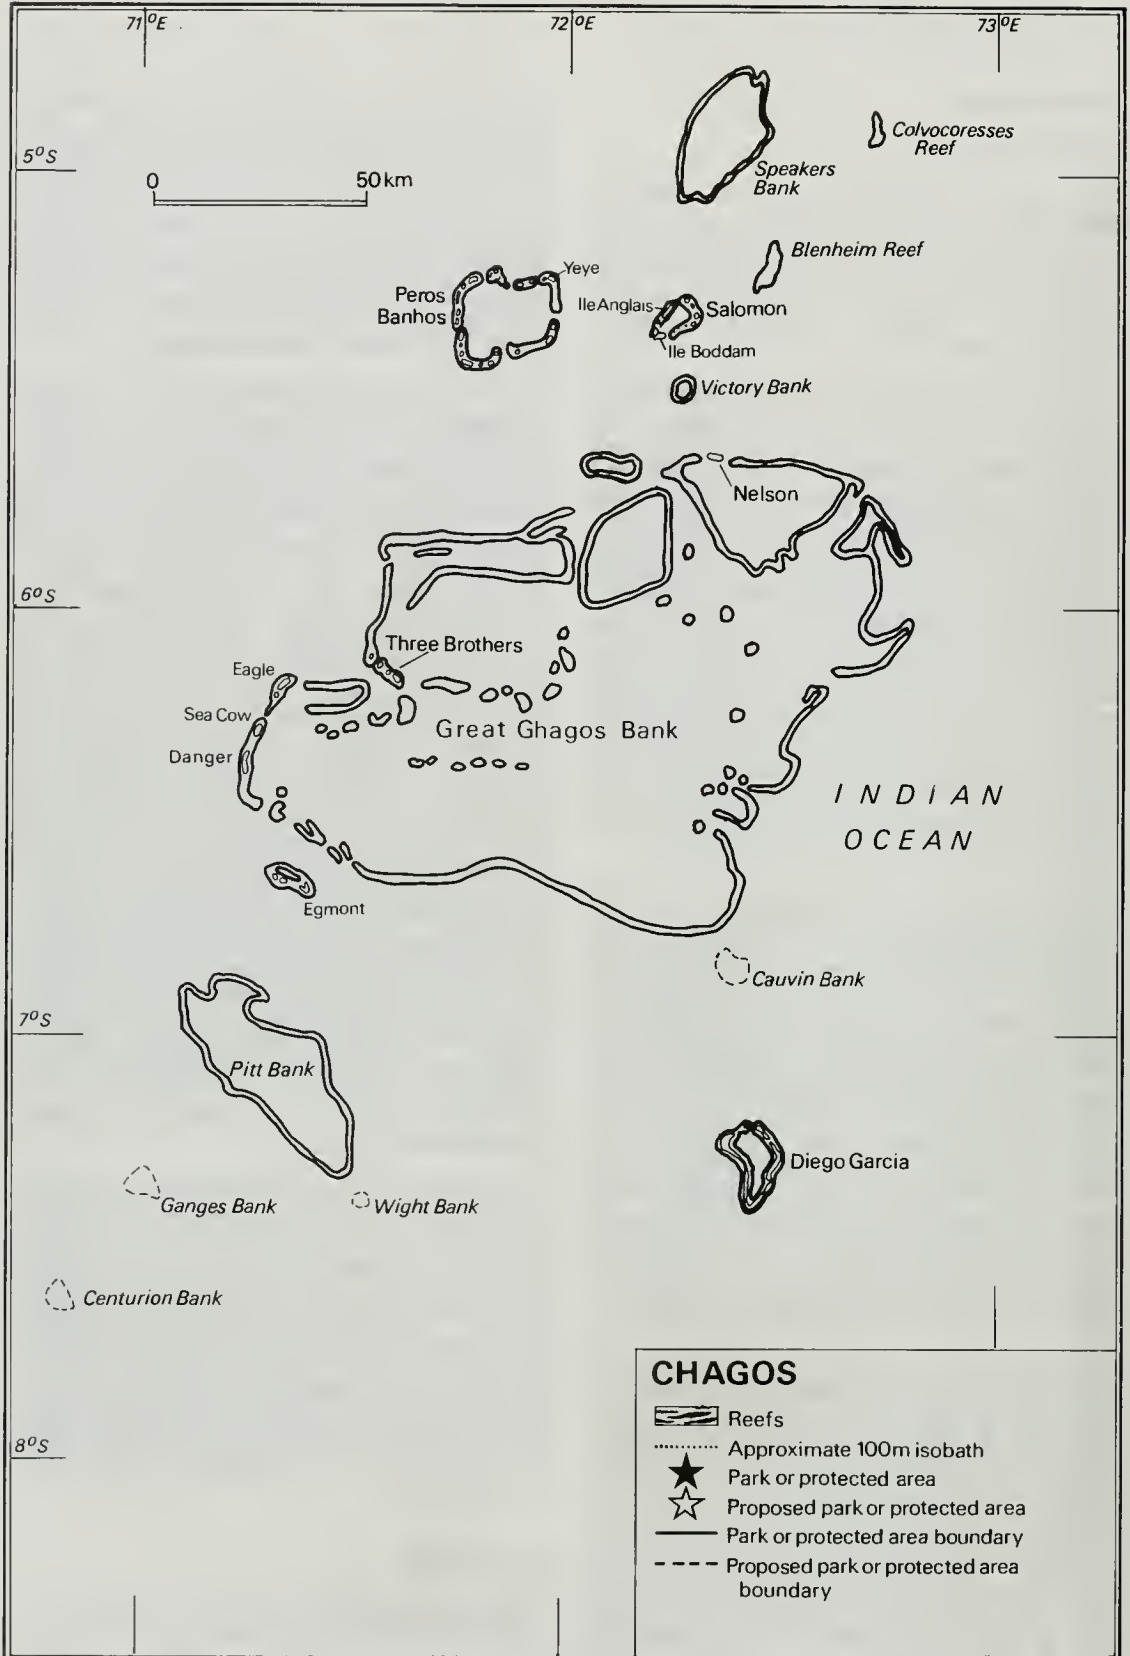 71°E
72°E
73°E
Colvocoresses
Reef
5°S
Speakers
Bank
0 50 km
Blenheim Reef
Yeye
Peros
Banhos
Ile Anglais
Salomon
Ile Boddam
Victory Bank
Nelson
6°S
Three Brothers
Eagle
Sea Cow
Great Ghagos Bank
Danger
INDIAN
OCEAN
Egmont
Cauvin Bank
7°S
Pitt Bank
Diego Garcia
Ganges Bank
Wight Bank
Centurion Bank
CHAGOS
Reefs
Approximate 100m isobath
Park or protected area
Proposed park or protected area
Park or protected area boundary
Proposed park or protected area
boundary
8°S